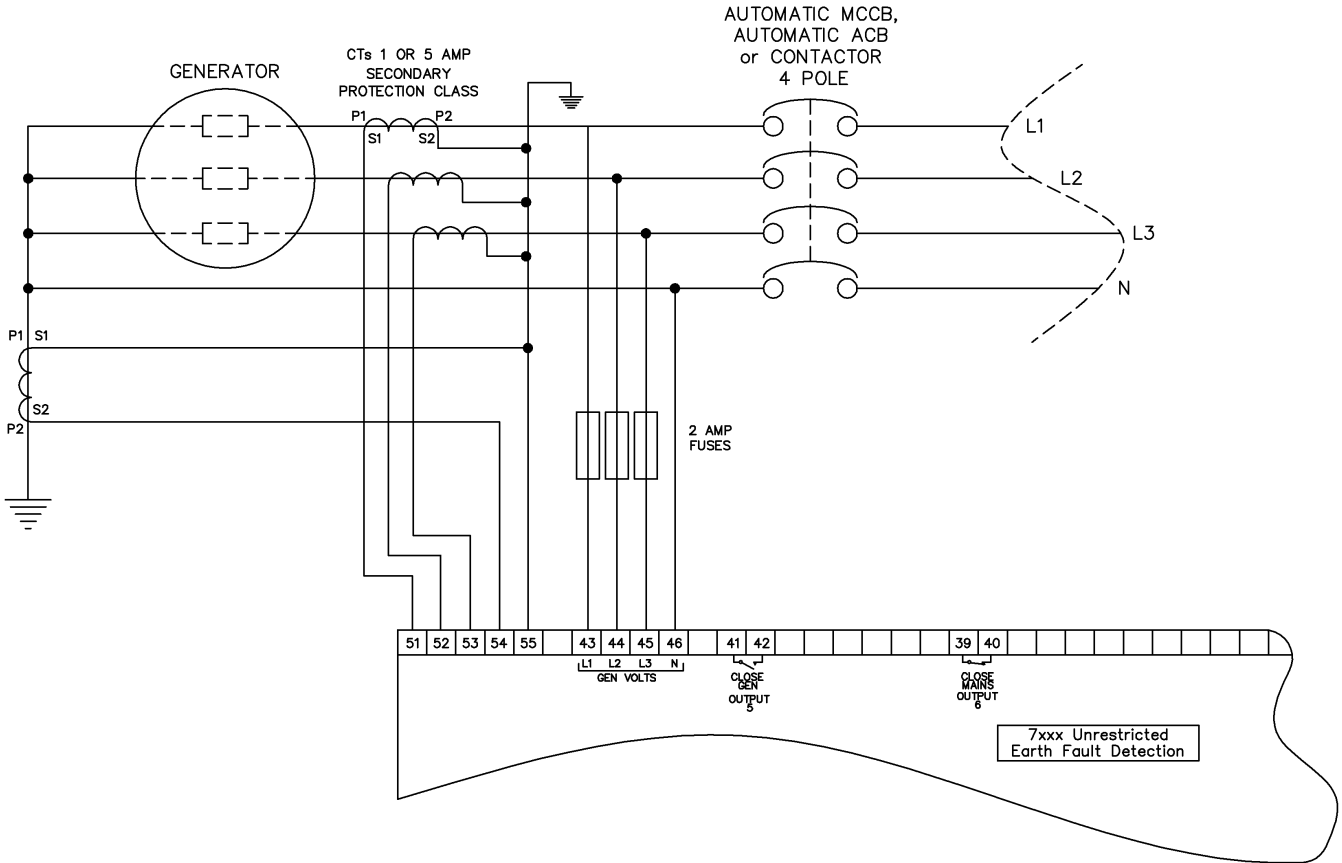 AUTOMATIC MCCB,
AUTOMATIC ACB
or CONTACTOR
4 POLE
CTs 1 OR 5 AMP
SECONDARY
PROTECTION CLASS
GENERATOR
P1
P2
S1
S2
L1
L2
L3
N
P1
S1
S2
P2
2 AMP
FUSES
51 52 53 54 55 43 44 45 46 41 42 39 40
L1 L2 L3 N
GEN VOLTS
CLOSE
GEN
OUTPUT
5
CLOSE
MAINS
OUTPUT
6
7xxx Unrestricted
Earth Fault Detection